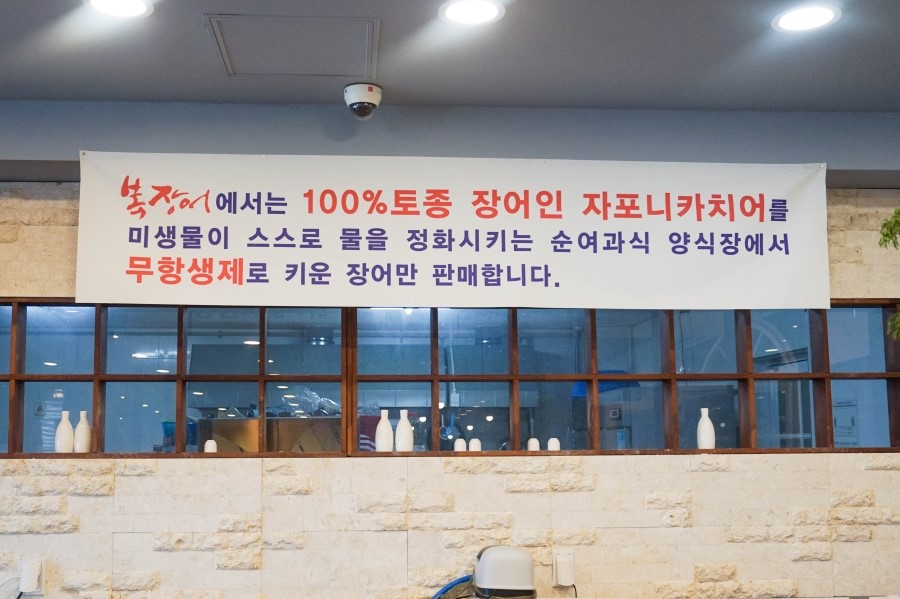 복장어에서는 100%토종 장어인 자포니카치어를
미생물이 스스로 물을 정화시키는 순여과식 양식장에서
무항생제로 키운 장어만 판매합니다.